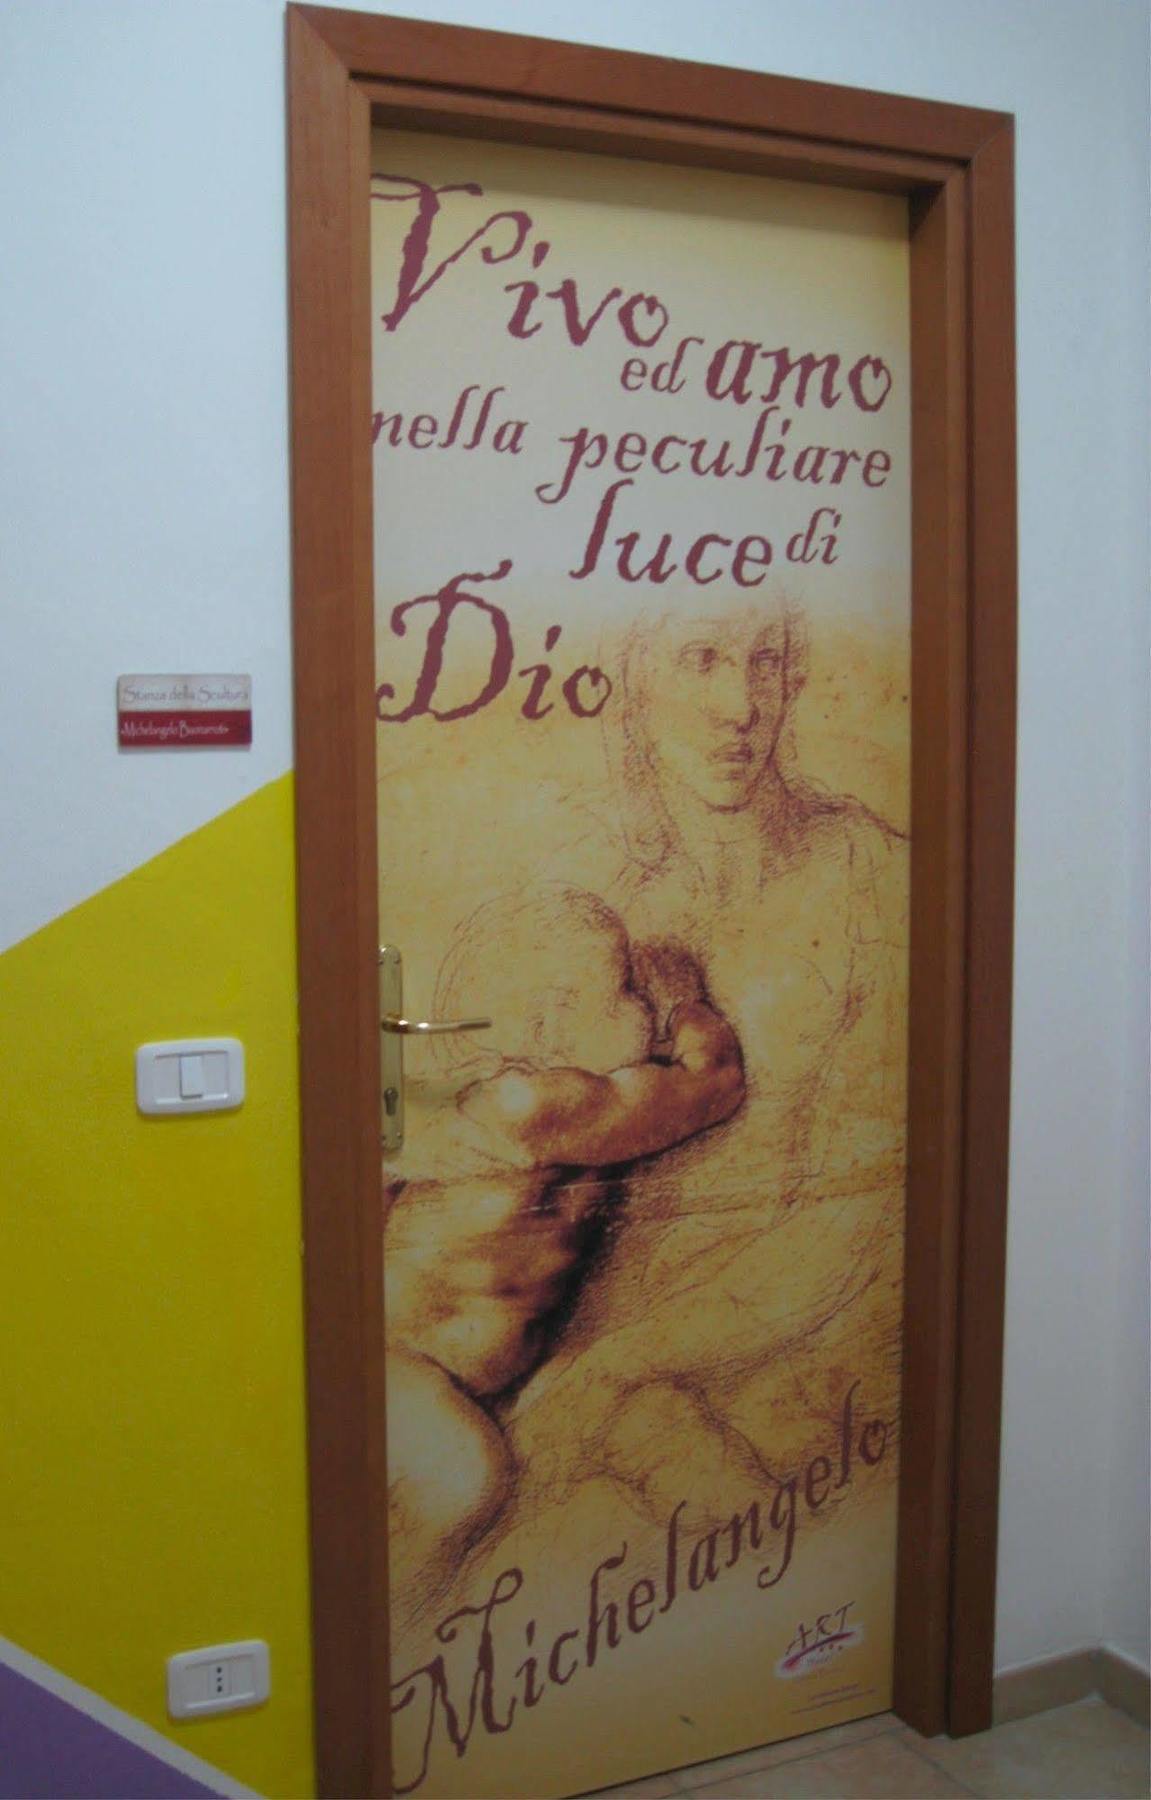 Vivo
ed amo
nella peculiare
luce di
Dio
Stanza della Scultura
«Michelangelo Buonarroti»
Michelangelo
ART